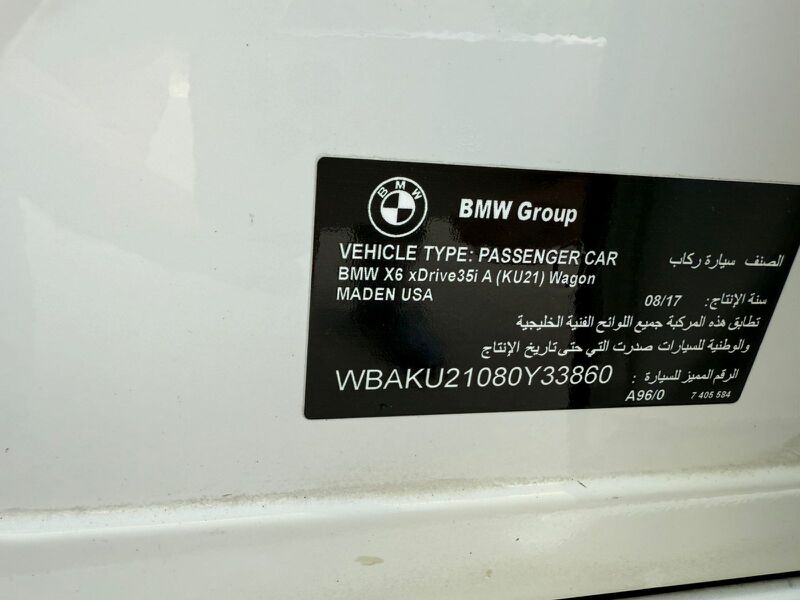 BMW
BMW Group
VEHICLE TYPE: PASSENGER CAR الصنف سيارة ركاب
BMW X6 xDrive35i A (KU21) Wagon
MADEN USA سنة الإنتاج: 08/17
تطابق هذه المركبة جميع اللوائح الفنية الخليجية
والوطنية للسيارات صدرت التي حتى تاريخ الإنتاج
WBAKU21080Y33860 الرقم المميز للسيارة :
A96/0 7 405 584